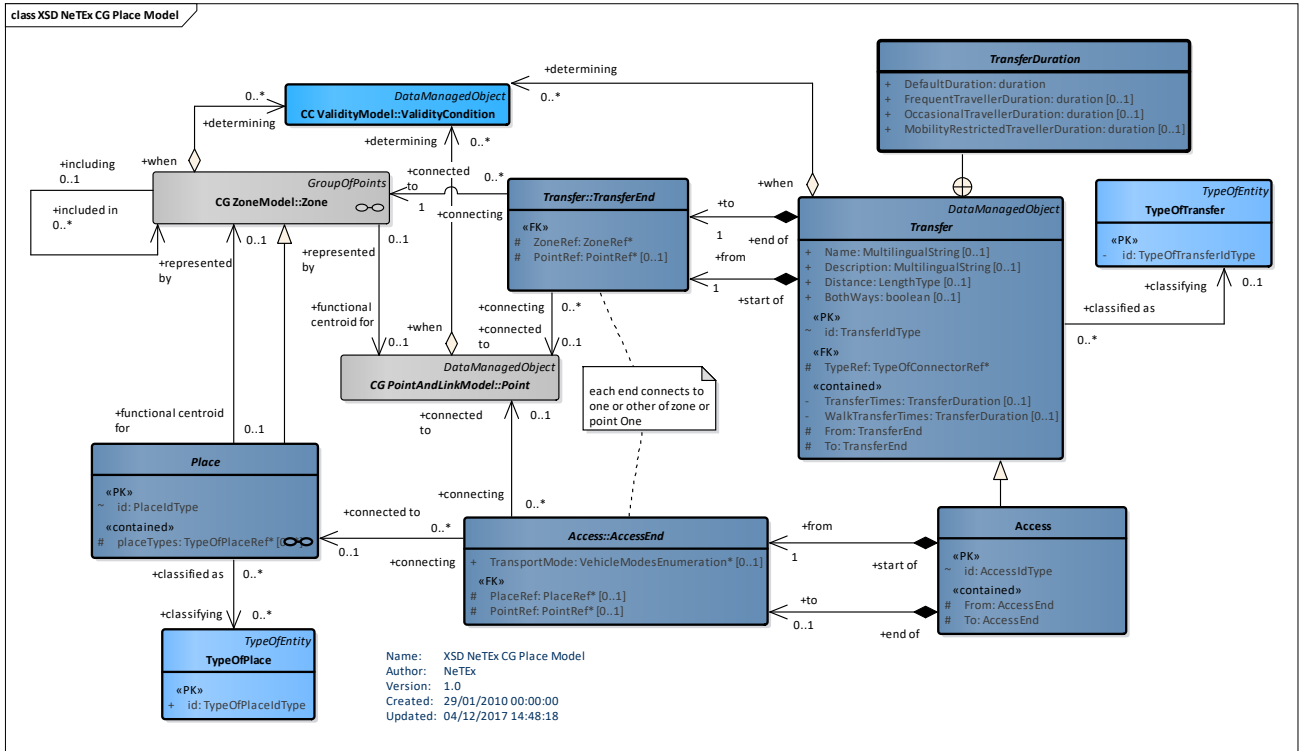 class XSD NeTEx CG Place Model
TransferDuration
+ DefaultDuration: duration
+ FrequentTravellerDuration: duration [0..1]
+ OccasionalTravellerDuration: duration [0..1]
+ MobilityRestrictedTravellerDuration: duration [0..1]
+determining
0..*
DataManagedObject
CC ValidityModel::ValidityCondition
0..*
+determining
+determining
0..*
+when
+including
0..1
+included in
0..*
GroupOfPoints
CG ZoneModel::Zone
+connected
to
1
0..*
+connecting
Transfer::TransferEnd
«FK»
# ZoneRef: ZoneRef*
# PointRef: PointRef* [0..1]
+when
+to
1
+end of
+from
1
+start of
DataManagedObject
Transfer
+ Name: MultilingualString [0..1]
+ Description: MultilingualString [0..1]
+ Distance: LengthType [0..1]
+ BothWays: boolean [0..1]
«PK»
~ id: TransferIdType
«FK»
# TypeRef: TypeOfConnectorRef*
«contained»
- TransferTimes: TransferDuration [0..1]
- WalkTransferTimes: TransferDuration [0..1]
# From: TransferEnd
# To: TransferEnd
TypeOfEntity
TypeOfTransfer
«PK»
- id: TypeOfTransferIdType
+classifying
0..1
+classified as
0..*
+represented
by
0..1
+represented
by
0..1
+functional
centroid for
0..1
+when
+connecting
0..*
+connected
to
0..1
DataManagedObject
CG PointAndLinkModel::Point
each end connects to
one or other of zone or
point One
+connected
to
0..1
+functional centroid
for
0..1
Place
«PK»
~ id: PlaceIdType
«contained»
# placeTypes: TypeOfPlaceRef* [0
+connecting
0..*
+connected to
0..1
0..*
+connecting
Access::AccessEnd
+ TransportMode: VehicleModesEnumeration* [0..1]
«FK»
# PlaceRef: PlaceRef* [0..1]
# PointRef: PointRef* [0..1]
+from
1
+start of
+to
0..1
+end of
Access
«PK»
~ id: AccessIdType
«contained»
# From: AccessEnd
# To: AccessEnd
+classified as
0..*
+classifying
0..*
TypeOfEntity
TypeOfPlace
«PK»
+ id: TypeOfPlaceIdType
Name: XSD NeTEx CG Place Model
Author: NeTEx
Version: 1.0
Created: 29/01/2010 00:00:00
Updated: 04/12/2017 14:48:18